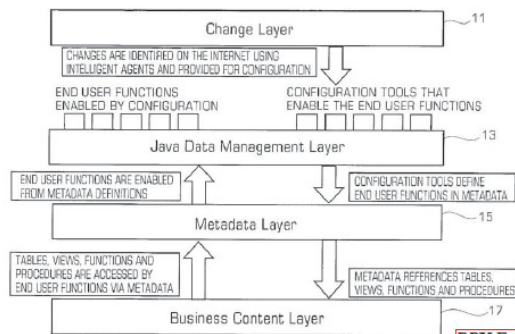 Change Layer
11
CHANGES ARE IDENTIRED ON THE INTERNET USING
INTELLIGENT AGENTS AND PROVIDED FOR CONFIGURATION
END USER FUNCTIONS
ENABLED BY CONFIGURATION
CONFIGURATION TOOLS THAT
ENABLE THE END USER FUNCTIONS
Java Data Management Layer
13
END USER FUNCTIONS ARE ENABLED
FROM METADATA DEFINITIONS
CONFIGURATION TOOLS DEFINE
END USER FUNCTIONS IN METADATA
Metadata Layer
15
TABLES, VIEWS, FUNCTIONS AND
PROCEDURES ARE ACCESSED BY
END USER FUNCTIONS VIA METADATA
METADATA REFERENCES TABLES,
VIEWS, FUNCTIONS AND PROCEDURES
Business Content Layer
17